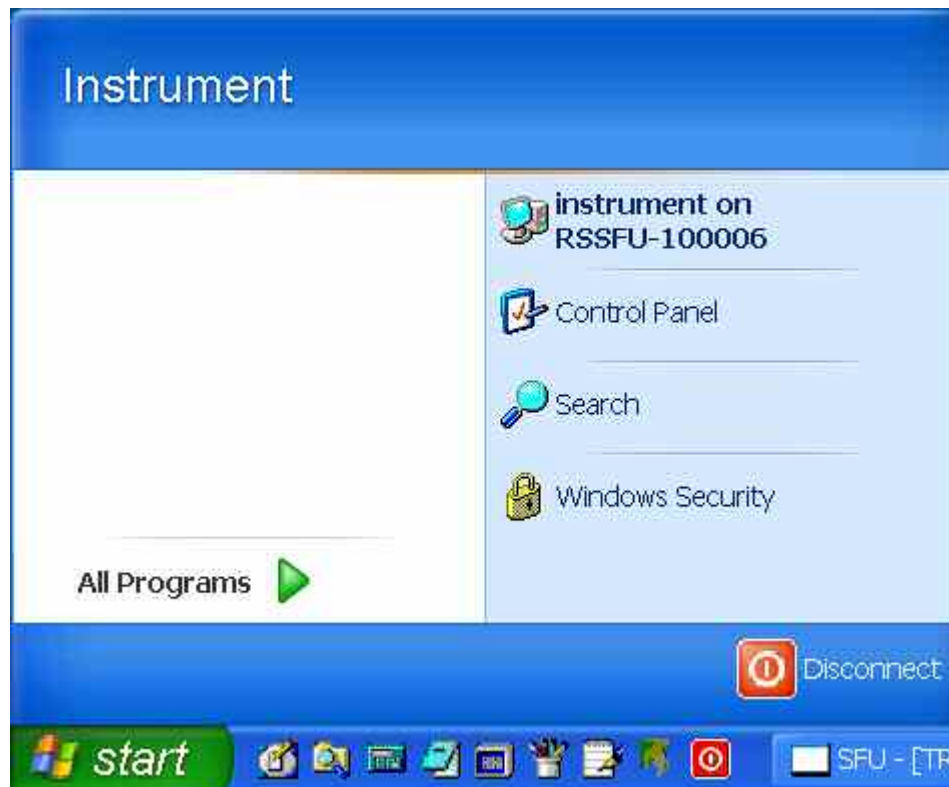 Instrument
instrument on
RSSFU-100006
Control Panel
Search
Windows Security
All Programs
Disconnect
start
SFU - [TR